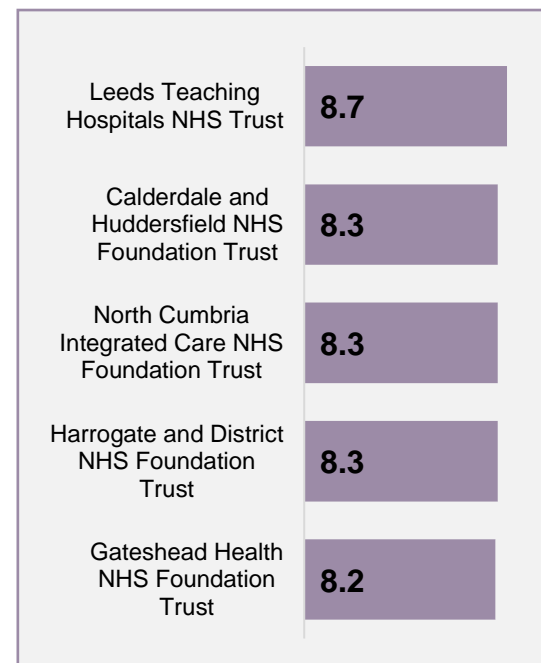 Leeds Teaching
Hospitals NHS Trust
8.7
Calderdale and
Huddersfield NHS
Foundation Trust
8.3
North Cumbria
Integrated Care NHS
Foundation Trust
8.3
Harrogate and District
NHS Foundation
Trust
8.3
Gateshead Health
NHS Foundation
Trust
8.2